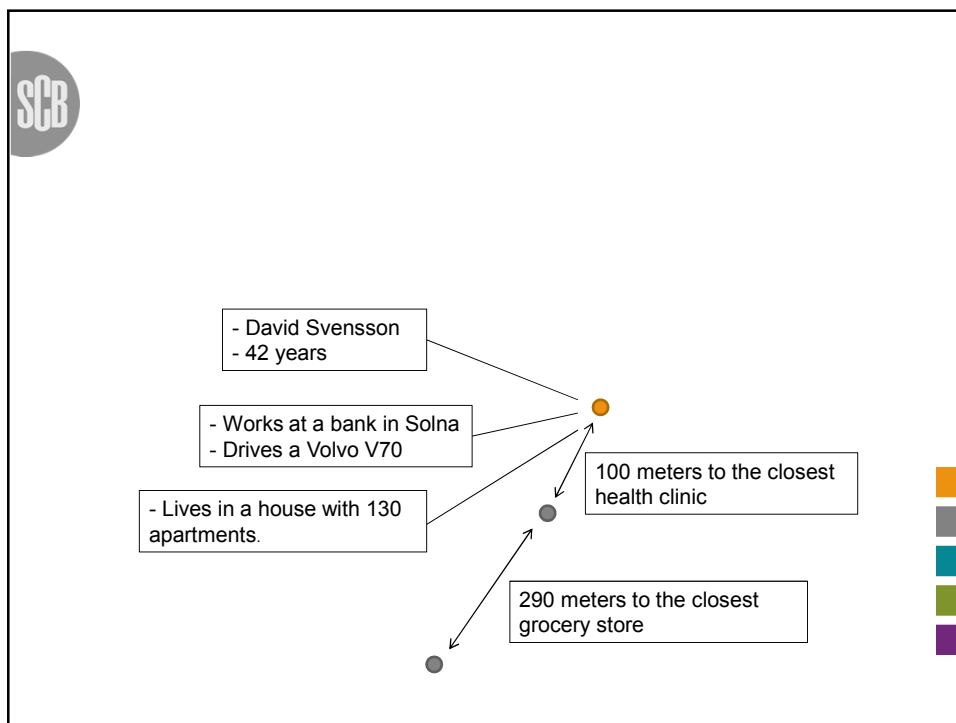 SCB
- David Svensson
- 42 years
- Works at a bank in Solna
- Drives a Volvo V70
- Lives in a house with 130
apartments.
100 meters to the closest
health clinic
290 meters to the closest
grocery store